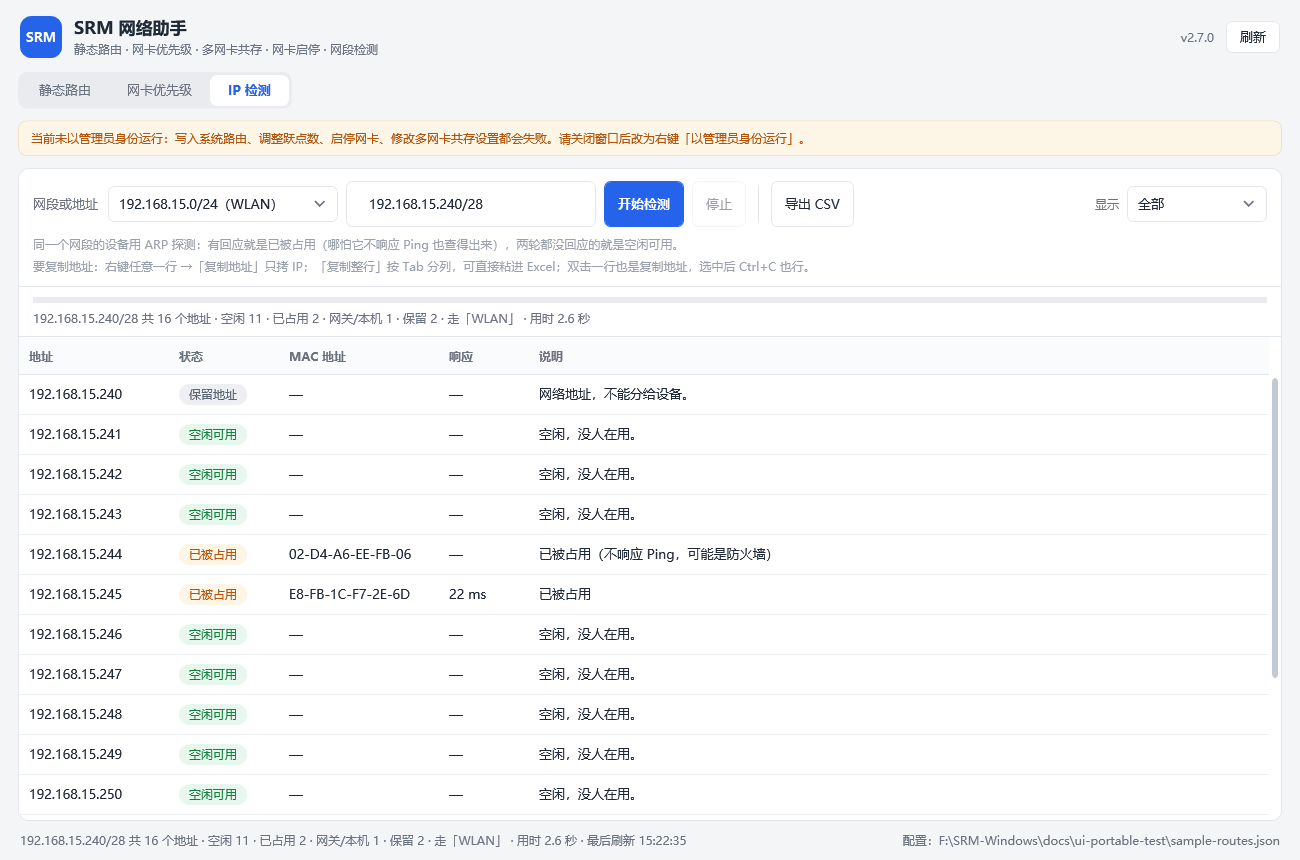 SRM
SRM 网络助手
静态路由 · 网卡优先级 · 多网卡共存 · 网卡启停 · 网段检测
v2.7.0
刷新
静态路由
网卡优先级
IP 检测
当前未以管理员身份运行：写入系统路由、调整跃点数、启停网卡、修改多网卡共存设置都会失败。请关闭窗口后改为右键「以管理员身份运行」。
网段或地址
192.168.15.0/24（WLAN）
192.168.15.240/28
开始检测
停止
导出 CSV
显示
全部
同一个网段的设备用 ARP 探测：有回应就是已被占用（哪怕它不响应 Ping 也查得出来），两轮都没回应的就是空闲可用。
要复制地址：右键任意一行 →「复制地址」只拷 IP；「复制整行」按 Tab 分列，可直接粘进 Excel；双击一行也是复制地址，选中后 Ctrl+C 也行。
192.168.15.240/28 共 16 个地址 · 空闲 11 · 已占用 2 · 网关/本机 1 · 保留 2 · 走「WLAN」 · 用时 2.6 秒
地址 状态 MAC 地址 响应 说明
192.168.15.240 保留地址 — — 网络地址，不能分给设备。
192.168.15.241 空闲可用 — — 空闲，没人在用。
192.168.15.242 空闲可用 — — 空闲，没人在用。
192.168.15.243 空闲可用 — — 空闲，没人在用。
192.168.15.244 已被占用 02-D4-A6-EE-FB-06 — 已被占用（不响应 Ping，可能是防火墙）
192.168.15.245 已被占用 E8-FB-1C-F7-2E-6D 22 ms 已被占用
192.168.15.246 空闲可用 — — 空闲，没人在用。
192.168.15.247 空闲可用 — — 空闲，没人在用。
192.168.15.248 空闲可用 — — 空闲，没人在用。
192.168.15.249 空闲可用 — — 空闲，没人在用。
192.168.15.250 空闲可用 — — 空闲，没人在用。
192.168.15.240/28 共 16 个地址 · 空闲 11 · 已占用 2 · 网关/本机 1 · 保留 2 · 走「WLAN」 · 用时 2.6 秒 · 最后刷新 15:22:35
配置：F:\SRM-Windows\docs\ui-portable-test\sample-routes.json